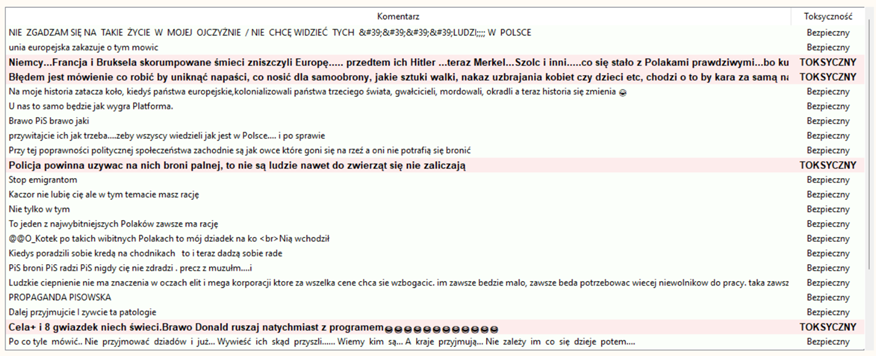 Komentarz Toksyczność
NIE ZGADZAM SIĘ NA TAKIE ŻYCIE W MOJEJ OJCZYŹNIE / NIE CHCĘ WIDZIEĆ TYCH &#39;&#39;&#39;&#39;LUDZI;;;; W POLSCE Bezpieczny
unia europejska zakazuje o tym mowic Bezpieczny
Niemcy...Francja i Bruksela skorumpowane śmieci zniszczyli Europę..... przedtem ich Hitler ...teraz Merkel...Szolc i inni.....co się stało z Polakami prawdziwymi...bo ku TOKSYCZNY
Błędem jest mówienie co robić by uniknąć napaści, co nosić dla samoobrony, jakie sztuki walki, nakaz uzbrajania kobiet czy dzieci etc, chodzi o to by kara za samą na TOKSYCZNY
Na moje historia zatacza koło, kiedyś państwa europejskie,kolonializowali państwa trzeciego świata, gwałcicieli, mordowali, okradli a teraz historia się zmienia Bezpieczny
U nas to samo będzie jak wygra Platforma. Bezpieczny
Brawo PiS brawo jaki Bezpieczny
przywitajcie ich jak trzeba....zeby wszyscy wiedzieli jak jest w Polsce.... i po sprawie Bezpieczny
Przy tej poprawności politycznej społeczeństwa zachodnie są jak owce które goni się na rzeź a oni nie potrafią się bronić Bezpieczny
Policja powinna uzywac na nich broni palnej, to nie są ludzie nawet do zwierząt się nie zaliczają TOKSYCZNY
Stop emigrantom Bezpieczny
Kaczor nie lubię cię ale w tym temacie masz rację Bezpieczny
Nie tylko w tym Bezpieczny
To jeden z najwybitniejszych Polaków zawsze ma rację Bezpieczny
@@O_Kotek po takich wibitnych Polakach to mój dziadek na ko <br>Nią wchodził Bezpieczny
Kiedys poradzili sobie kredą na chodnikach to i teraz dadzą sobie rade Bezpieczny
PiS broni PiS radzi PiS nigdy cię nie zdradzi . precz z muzułm....i Bezpieczny
Ludzkie ciepnienie nie ma znaczenia w oczach elit i mega korporacji ktore za wszelka cene chca sie wzbogacic. im zawsze bedzie malo, zawsze beda potrzebowac wiecej niewolnikow do pracy. taka zawsz Bezpieczny
PROPAGANDA PISOWSKA Bezpieczny
Dalej przyjmujcie I zywcie ta patologie Bezpieczny
Cela+ i 8 gwiazdek niech świeci.Brawo Donald ruszaj natychmiast z programem TOKSYCZNY
Po co tyle mówić.. Nie przyjmować dziadów i już... Wywieść ich skąd przyszli...... Wiemy kim są... A kraje przyjmują... Nie zależy im co się dzieje potem.... Bezpieczny